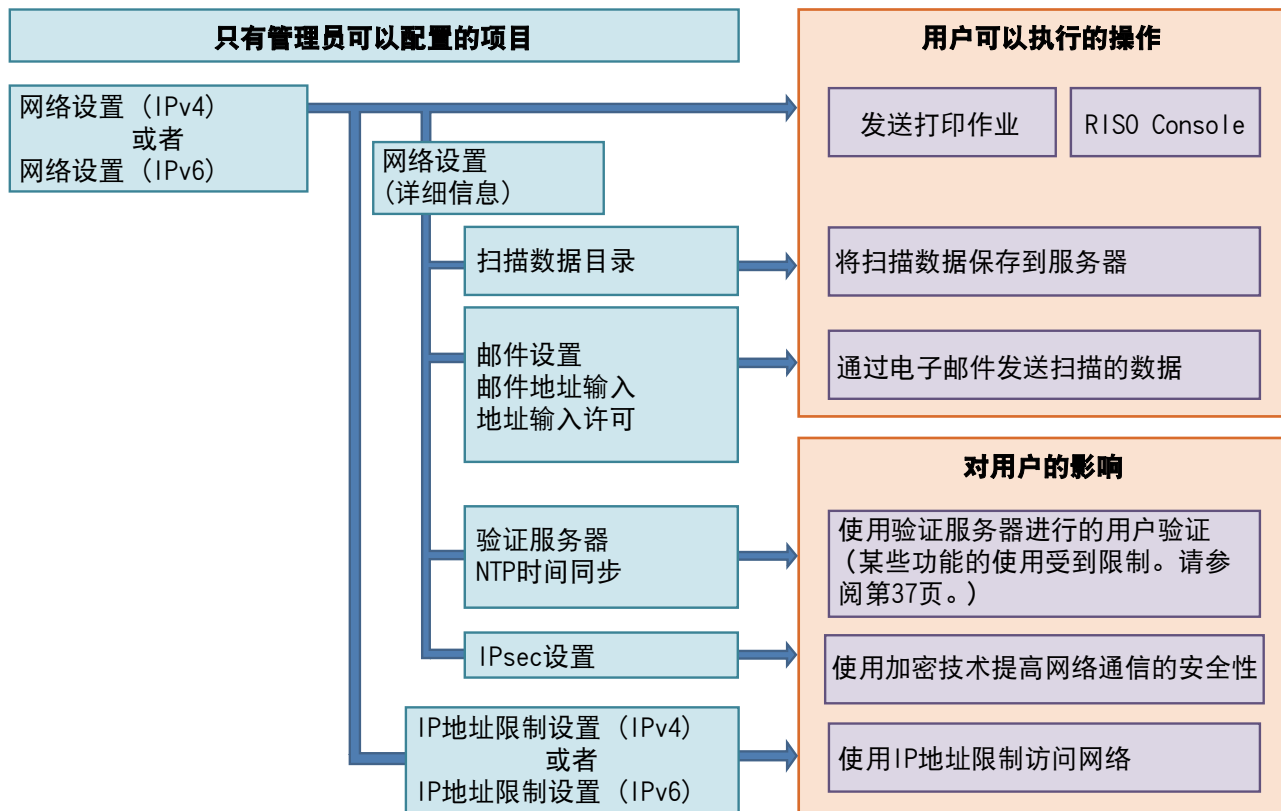 只有管理员可以配置的项目
用户可以执行的操作
网络设置（IPv4）
或者
网络设置（IPv6）
发送打印作业
RISO Console
网络设置
(详细信息)
扫描数据目录
将扫描数据保存到服务器
邮件设置
邮件地址输入
地址输入许可
通过电子邮件发送扫描的数据
对用户的影响
验证服务器
NTP时间同步
使用验证服务器进行的用户验证
（某些功能的使用受到限制。请参
阅第37页。）
IPsec设置
使用加密技术提高网络通信的安全性
IP地址限制设置（IPv4）
或者
IP地址限制设置（IPv6）
使用IP地址限制访问网络